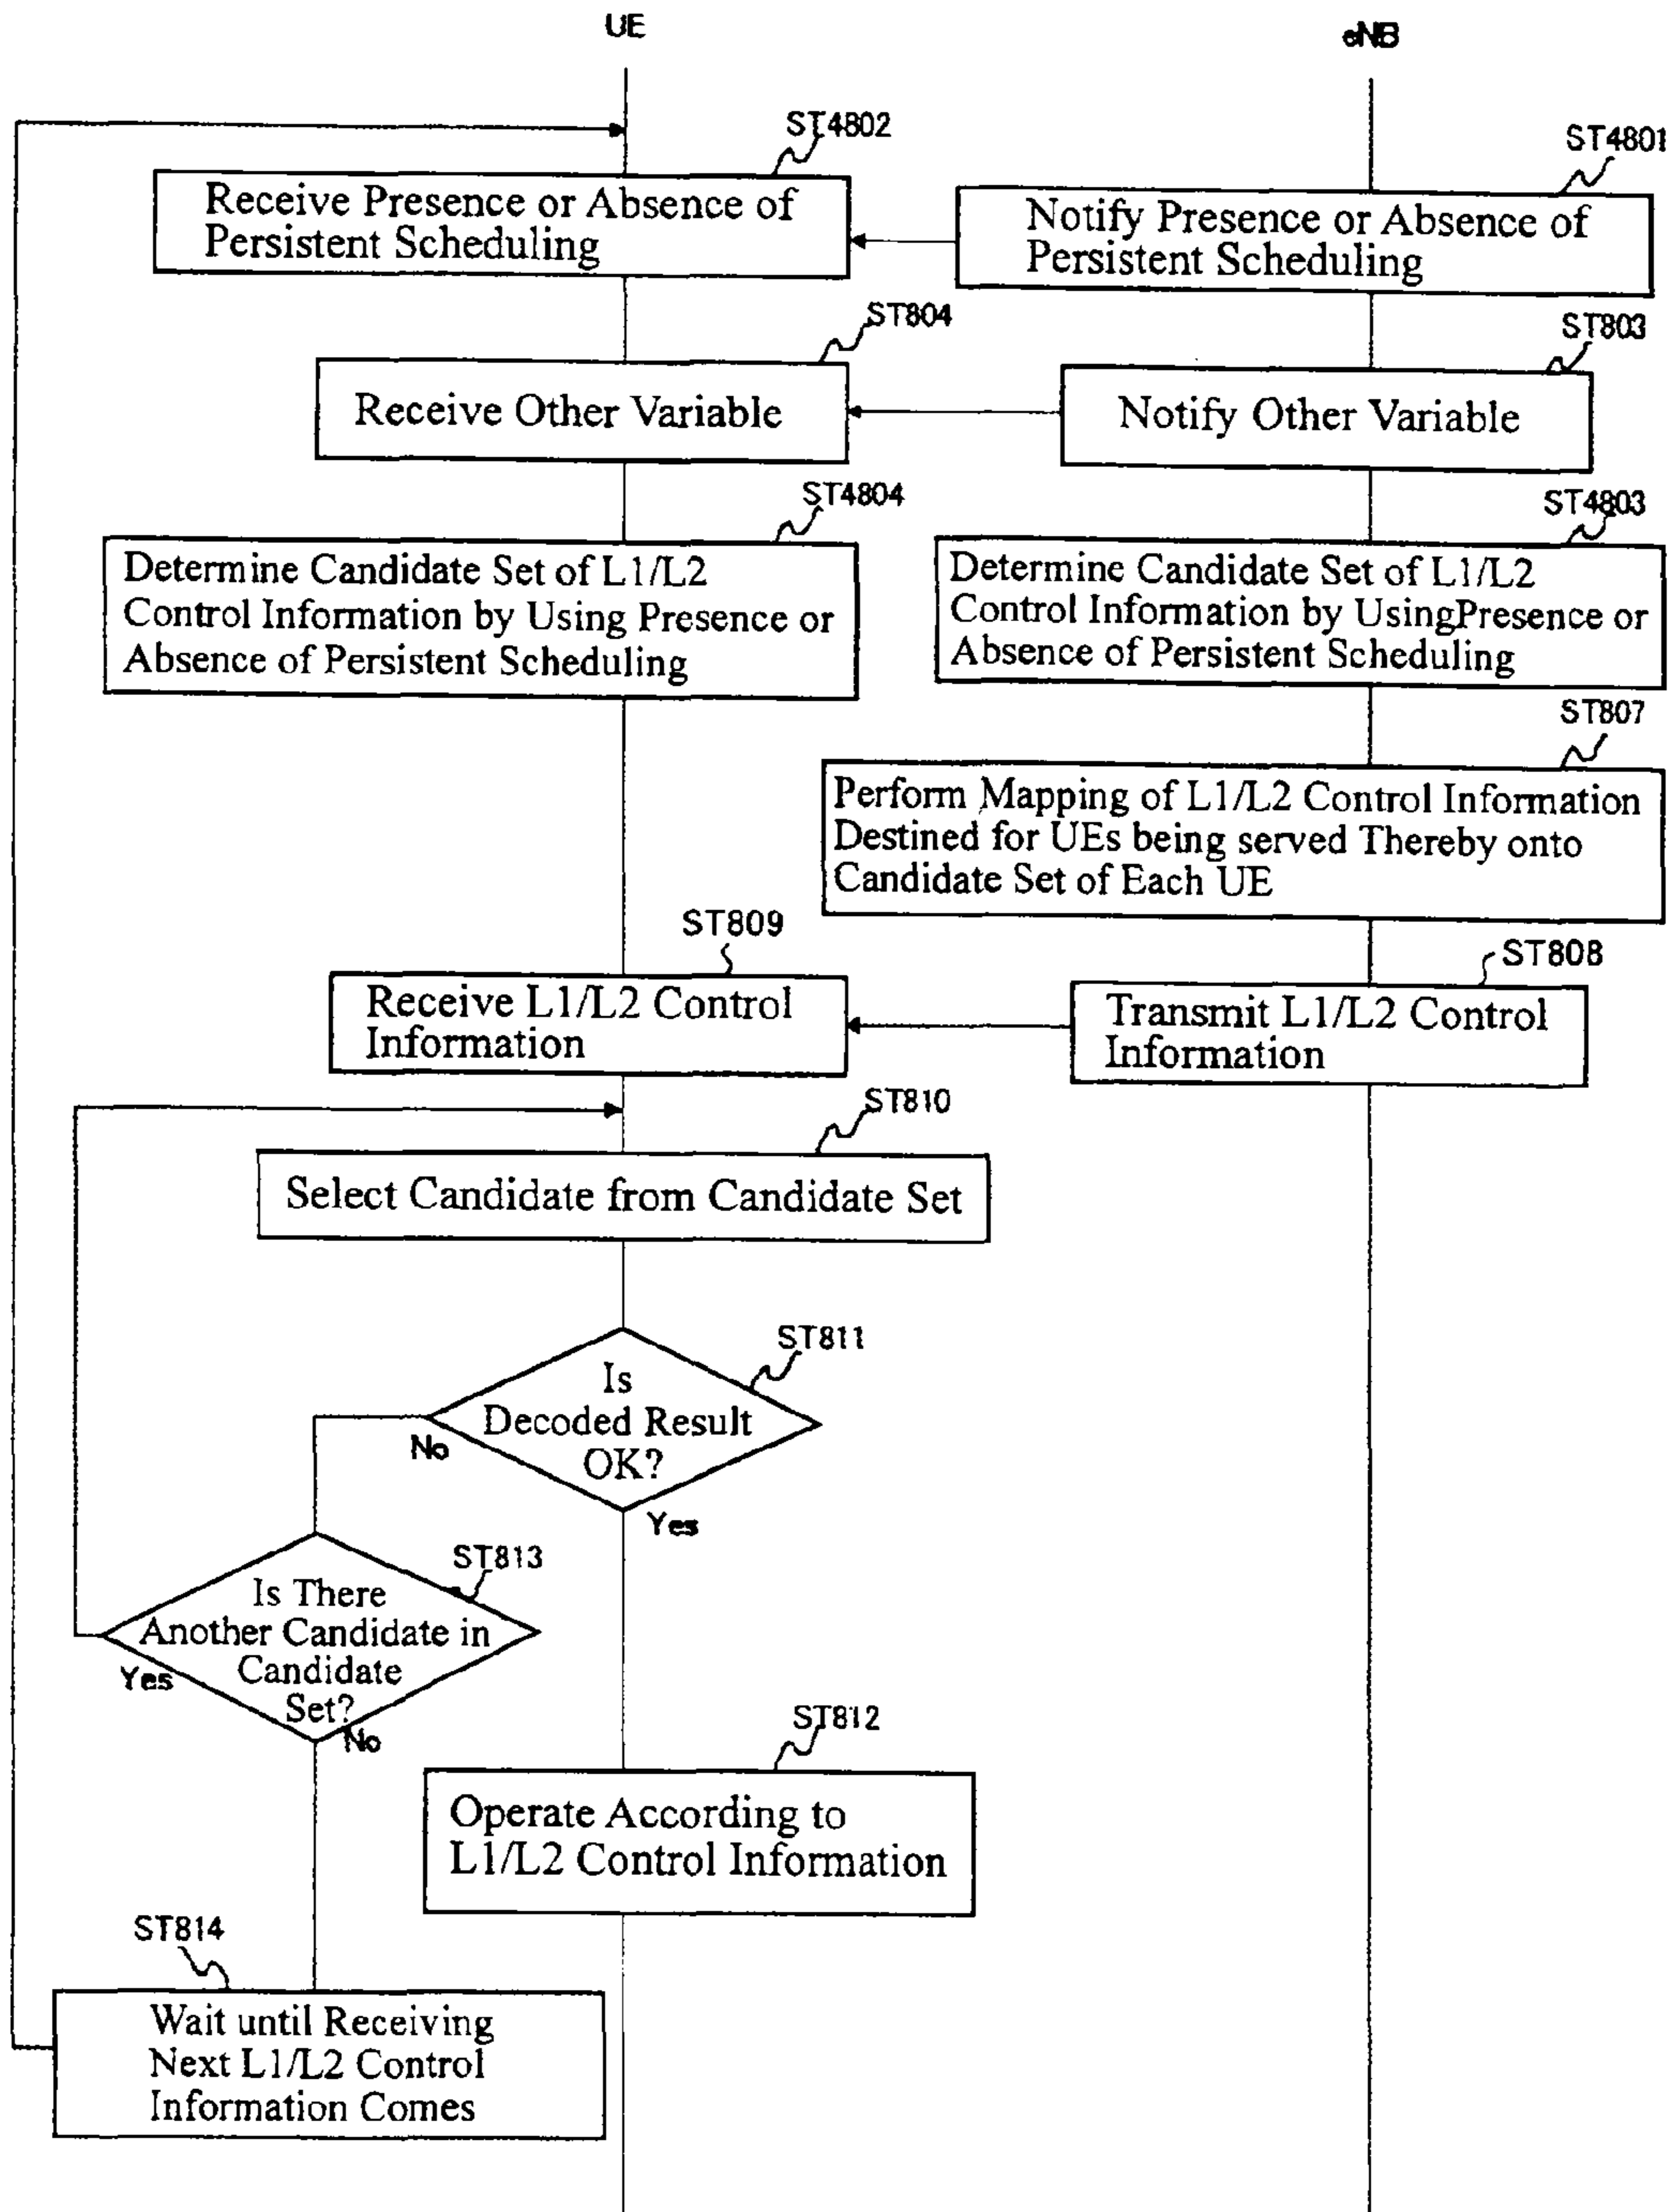 UE
eNB
ST4802
ST4801
Receive Presence or Absence of
Persistent Scheduling
Notify Presence or Absence of
Persistent Scheduling
ST804
ST803
Receive Other Variable
Notify Other Variable
ST4804
ST4803
Determine Candidate Set of L1/L2
Control Information by Using Presence or
Absence of Persistent Scheduling
Determine Candidate Set of L1/L2
Control Information by UsingPresence or
Absence of Persistent Scheduling
ST807
Perform Mapping of L1/L2 Control Information
Destined for UEs being served Thereby onto
Candidate Set of Each UE
ST809
ST808
Receive L1/L2 Control
Information
Transmit L1/L2 Control
Information
ST810
Select Candidate from Candidate Set
ST811
Is
Decoded Result
OK?
No
Yes
ST813
Is There
Another Candidate in
Candidate
Set?
Yes
No
ST812
Operate According to
L1/L2 Control Information
ST814
Wait until Receiving
Next L1/L2 Control
Information Comes